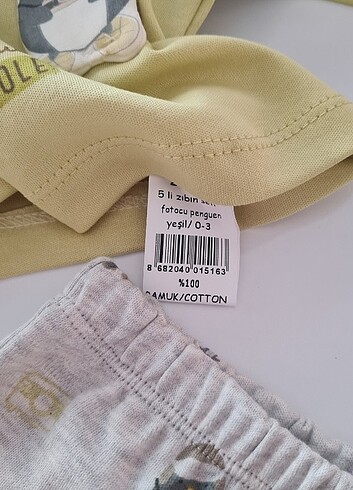 OLE
5 li zıbın set
fotocu penguen
yeşil/ 0-3
8 682040 015163
%100
PAMUK/COTTON